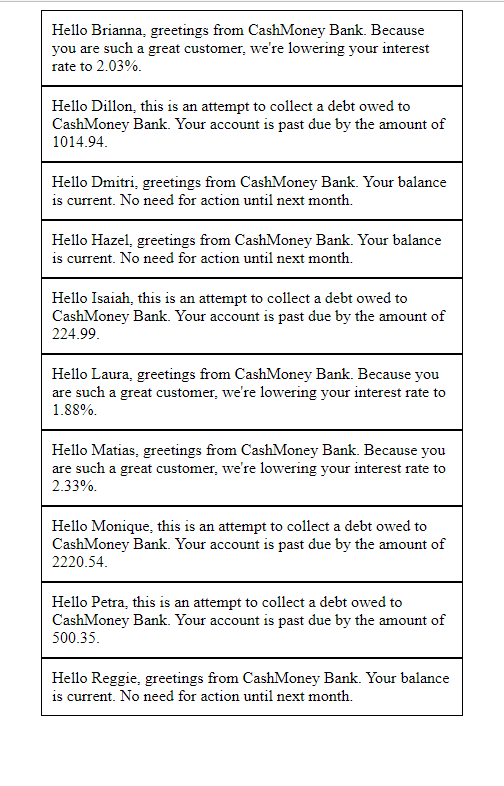 Hello Brianna, greetings from CashMoney Bank. Because
you are such a great customer, we're lowering your interest
rate to 2.03%.
Hello Dillon, this is an attempt to collect a debt owed to
CashMoney Bank. Your account is past due by the amount of
1014.94.
Hello Dmitri, greetings from CashMoney Bank. Your balance
is current. No need for action until next month.
Hello Hazel, greetings from CashMoney Bank. Your balance
is current. No need for action until next month.
Hello Isaiah, this is an attempt to collect a debt owed to
CashMoney Bank. Your account is past due by the amount of
224.99.
Hello Laura, greetings from CashMoney Bank. Because you
are such a great customer, we're lowering your interest rate to
1.88%.
Hello Matias, greetings from CashMoney Bank. Because you
are such a great customer, we're lowering your interest rate to
2.33%.
Hello Monique, this is an attempt to collect a debt owed to
CashMoney Bank. Your account is past due by the amount of
2220.54.
Hello Petra, this is an attempt to collect a debt owed to
CashMoney Bank. Your account is past due by the amount of
500.35.
Hello Reggie, greetings from CashMoney Bank. Your balance
is current. No need for action until next month.